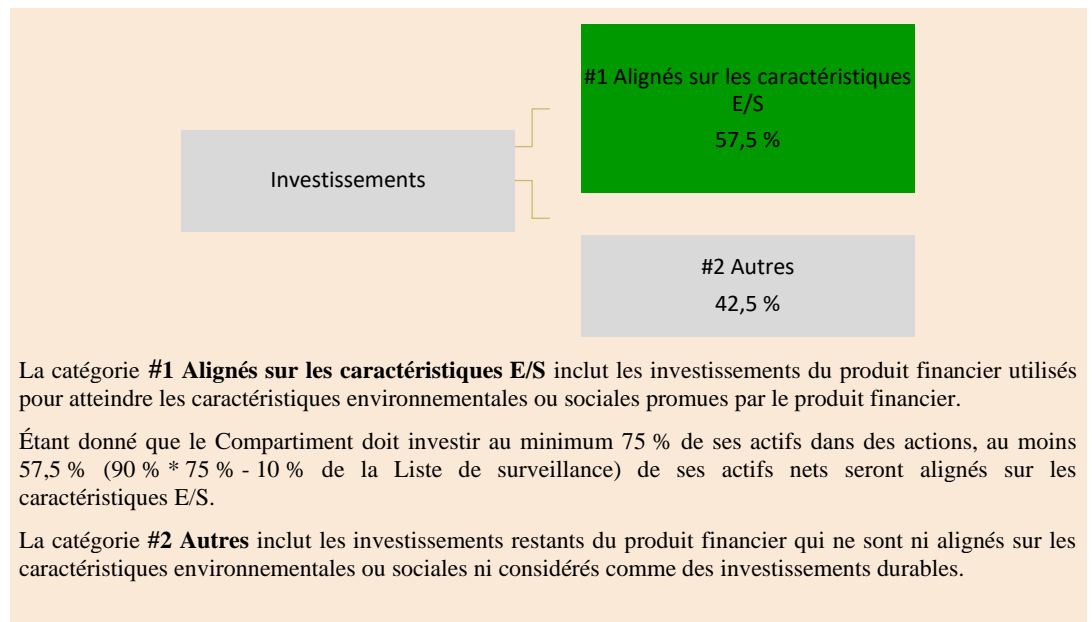 #1 Alignés sur les caractéristiques
E/S
57,5 %
Investissements
#2 Autres
42,5 %
La catégorie #1 Alignés sur les caractéristiques E/S inclut les investissements du produit financier utilisés
pour atteindre les caractéristiques environnementales ou sociales promues par le produit financier.
Étant donné que le Compartiment doit investir au minimum 75 % de ses actifs dans des actions, au moins
57,5 % (90 % * 75 % - 10 % de la Liste de surveillance) de ses actifs nets seront alignés sur les
caractéristiques E/S.
La catégorie #2 Autres inclut les investissements restants du produit financier qui ne sont ni alignés sur les
caractéristiques environnementales ou sociales ni considérés comme des investissements durables.